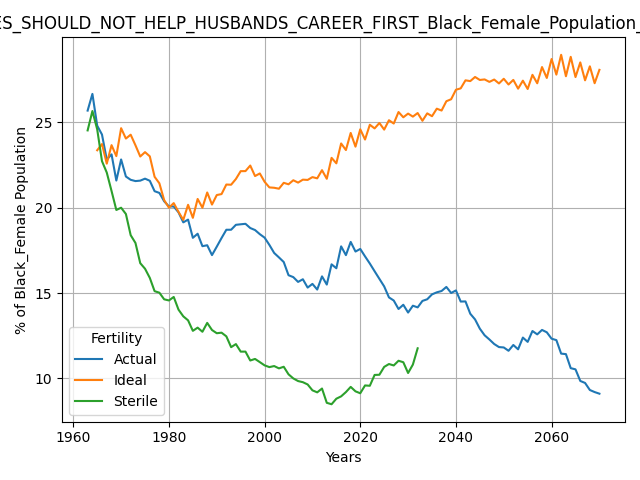 ES_SHOULD_NOT_HELP_HUSBANDS_CAREER_FIRST_Black_Female_Population_
% of Black_Female Population
25
20
15
10
Fertility
Actual
Ideal
Sterile
1960 1980 2000 2020 2040 2060
Years